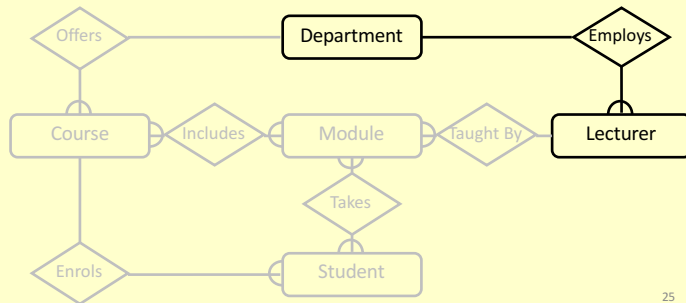 Offers
Department
Employs
Course
Includes
Module
Taught By
Lecturer
Takes
Enrols
Student
25